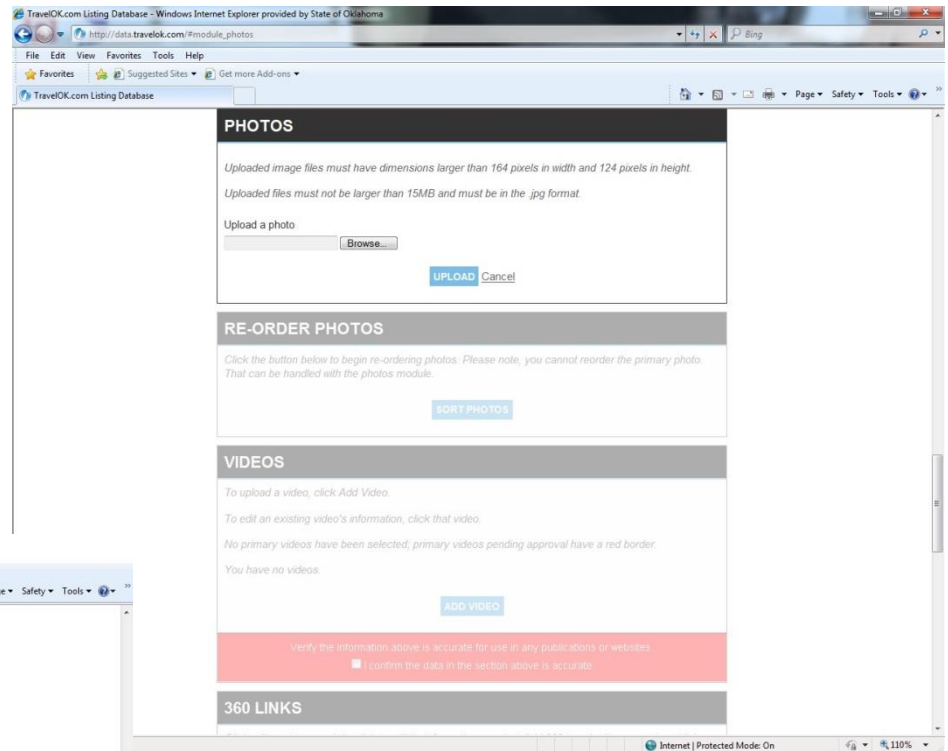 TravelOK.com Listing Database - Windows Internet Explorer provided by State of Oklahoma
http://data.travelok.com/#module_photos
Bing
File Edit View Favorites Tools Help
Favorites Suggested Sites Get more Add-ons
TravelOK.com Listing Database Page Safety Tools
PHOTOS
Uploaded image files must have dimensions larger than 164 pixels in width and 124 pixels in height.
Uploaded files must not be larger than 15MB and must be in the .jpg format.
Upload a photo
Browse...
UPLOAD Cancel
RE-ORDER PHOTOS
Click the button below to begin re-ordering photos. Please note, you cannot reorder the primary photo.
That can be handled with the photos module.
SORT PHOTOS
VIDEOS
To upload a video, click Add Video.
To edit an existing video's information, click that video.
No primary videos have been selected; primary videos pending approval have a red border.
You have no videos.
Safety Tools
ADD VIDEO
Verify the information above is accurate for use in any publications or websites.
I confirm the data in the section above is accurate.
360 LINKS
Internet | Protected Mode: On 110%